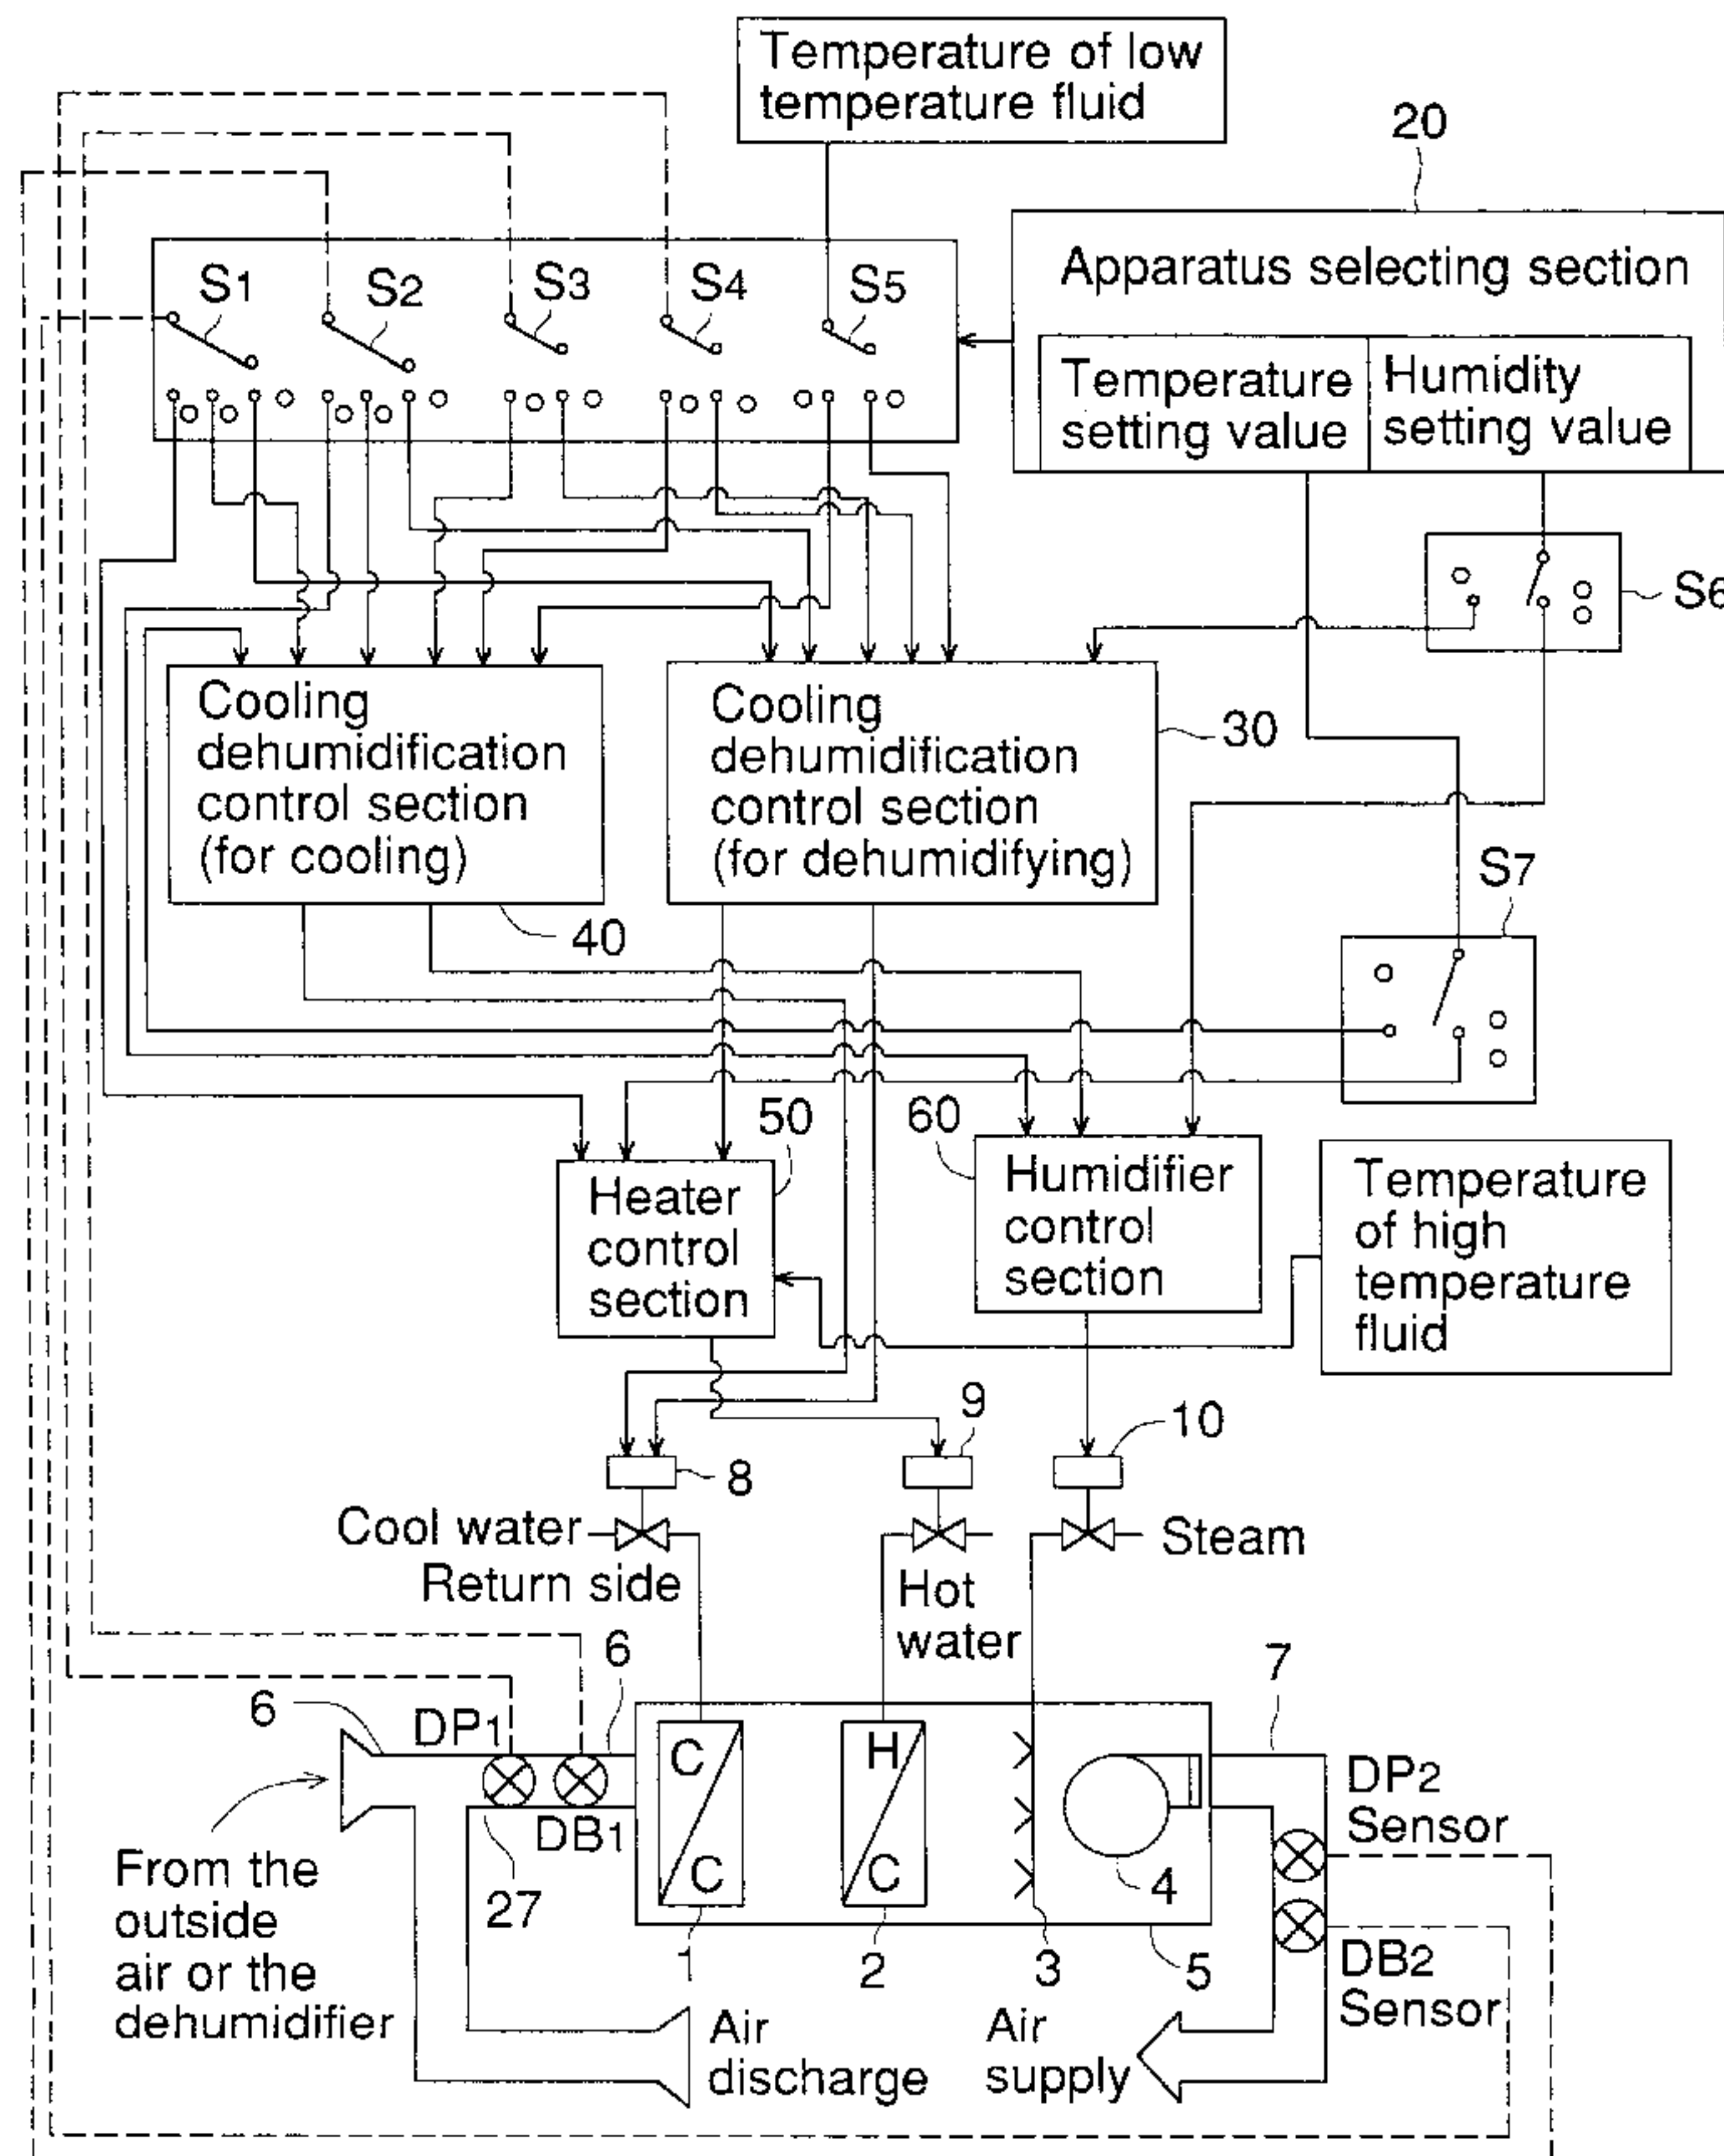 Temperature of low
temperature fluid
20
Apparatus selecting section
S1
S2
S3
S4
S5
Temperature
setting value
Humidity
setting value
S6
Cooling
dehumidification
control section
(for cooling)
Cooling
dehumidification
control section
(for dehumidifying)
30
40
S7
50
60
Heater
control
section
Humidifier
control
section
Temperature
of high
temperature
fluid
8
9
10
Cool water
Return side
Hot
water
Steam
6
DP1
6
DB1
27
C
C
H
C
7
DP2
Sensor
DB2
Sensor
From the
outside
air or the
dehumidifier
1
2
3
4
5
Air
discharge
Air
supply